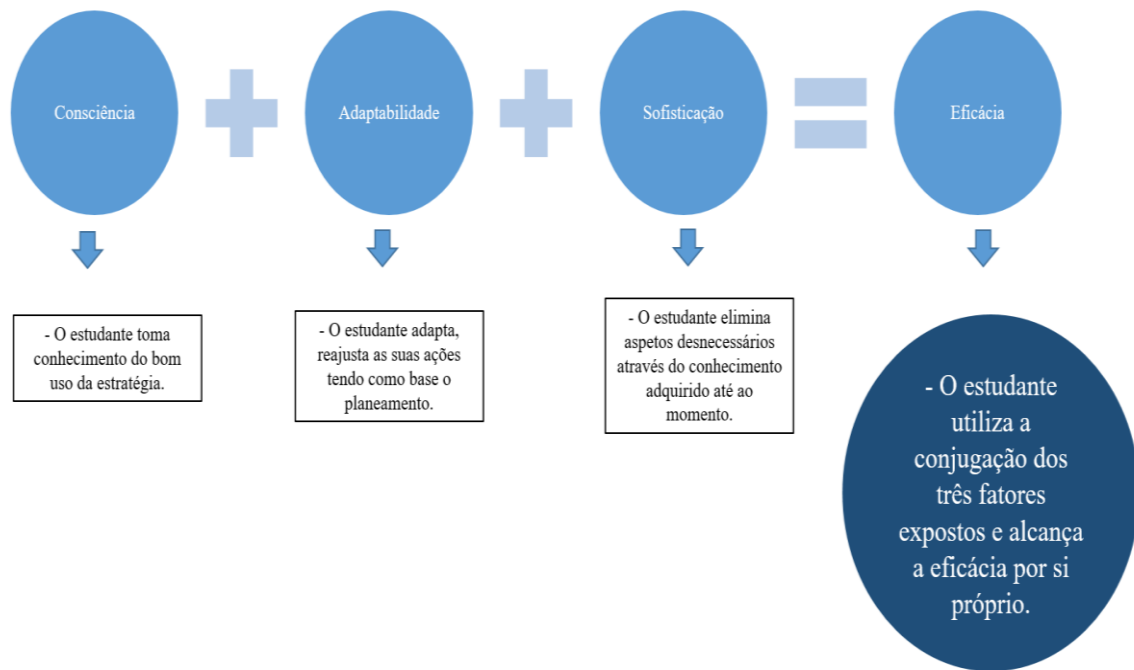 Consciência
Adaptabilidade
Sofisticação
Eficácia
- O estudante toma
conhecimento do bom
uso da estratégia.
- O estudante adapta,
reajusta as suas ações
tendo como base o
planeamento.
- O estudante elimina
aspetos desnecessários
através do conhecimento
adquirido até ao
momento.
- O estudante
utiliza a
conjugação dos
três fatores
expostos e alcança
a eficácia por si
próprio.